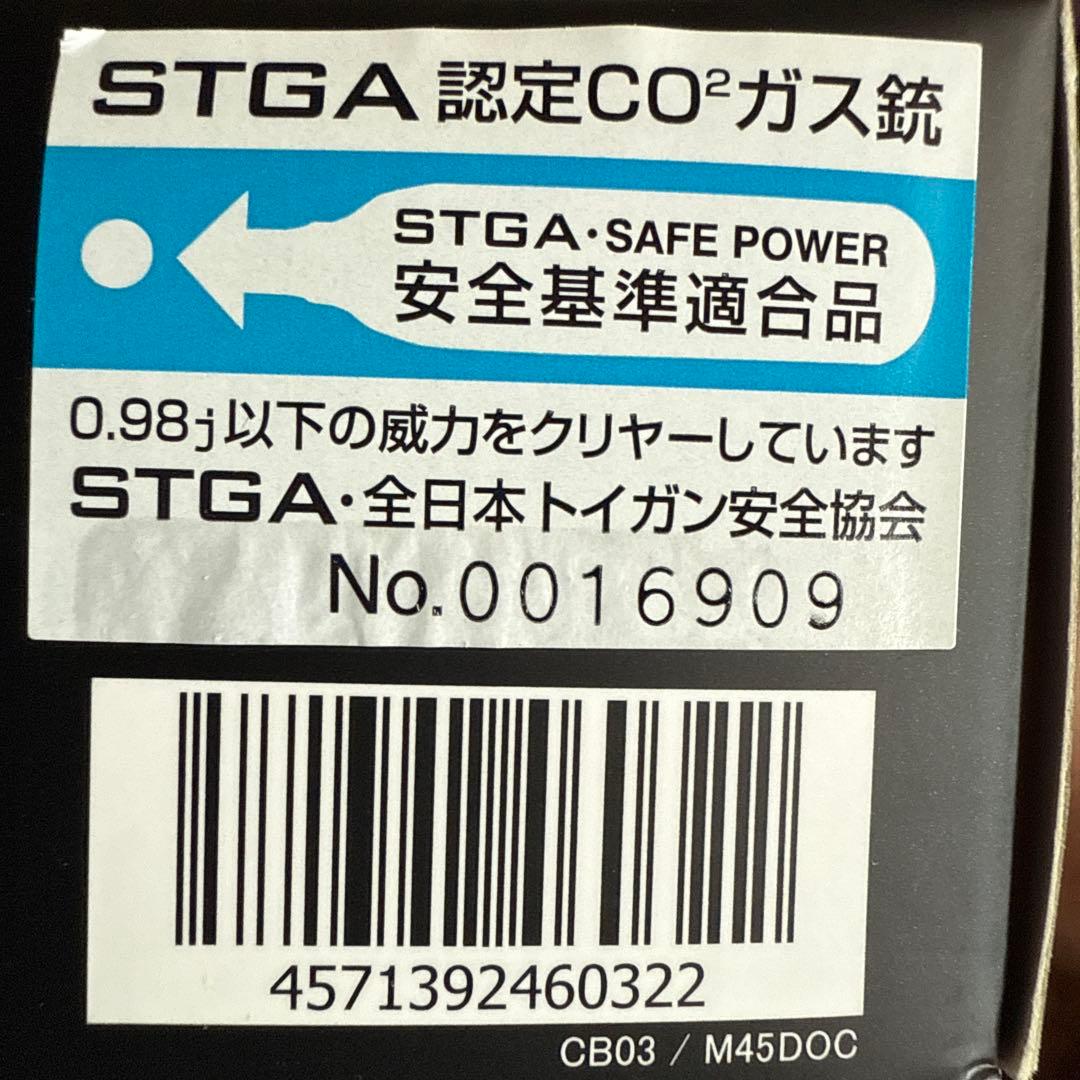 STGA 認定CO²ガス銃
STGA・SAFE POWER
安全基準適合品
0.98j以下の威力をクリヤーしています
STGA・全日本トイガン安全協会
No.0016909
4571392460322
CB03 / M45DOC